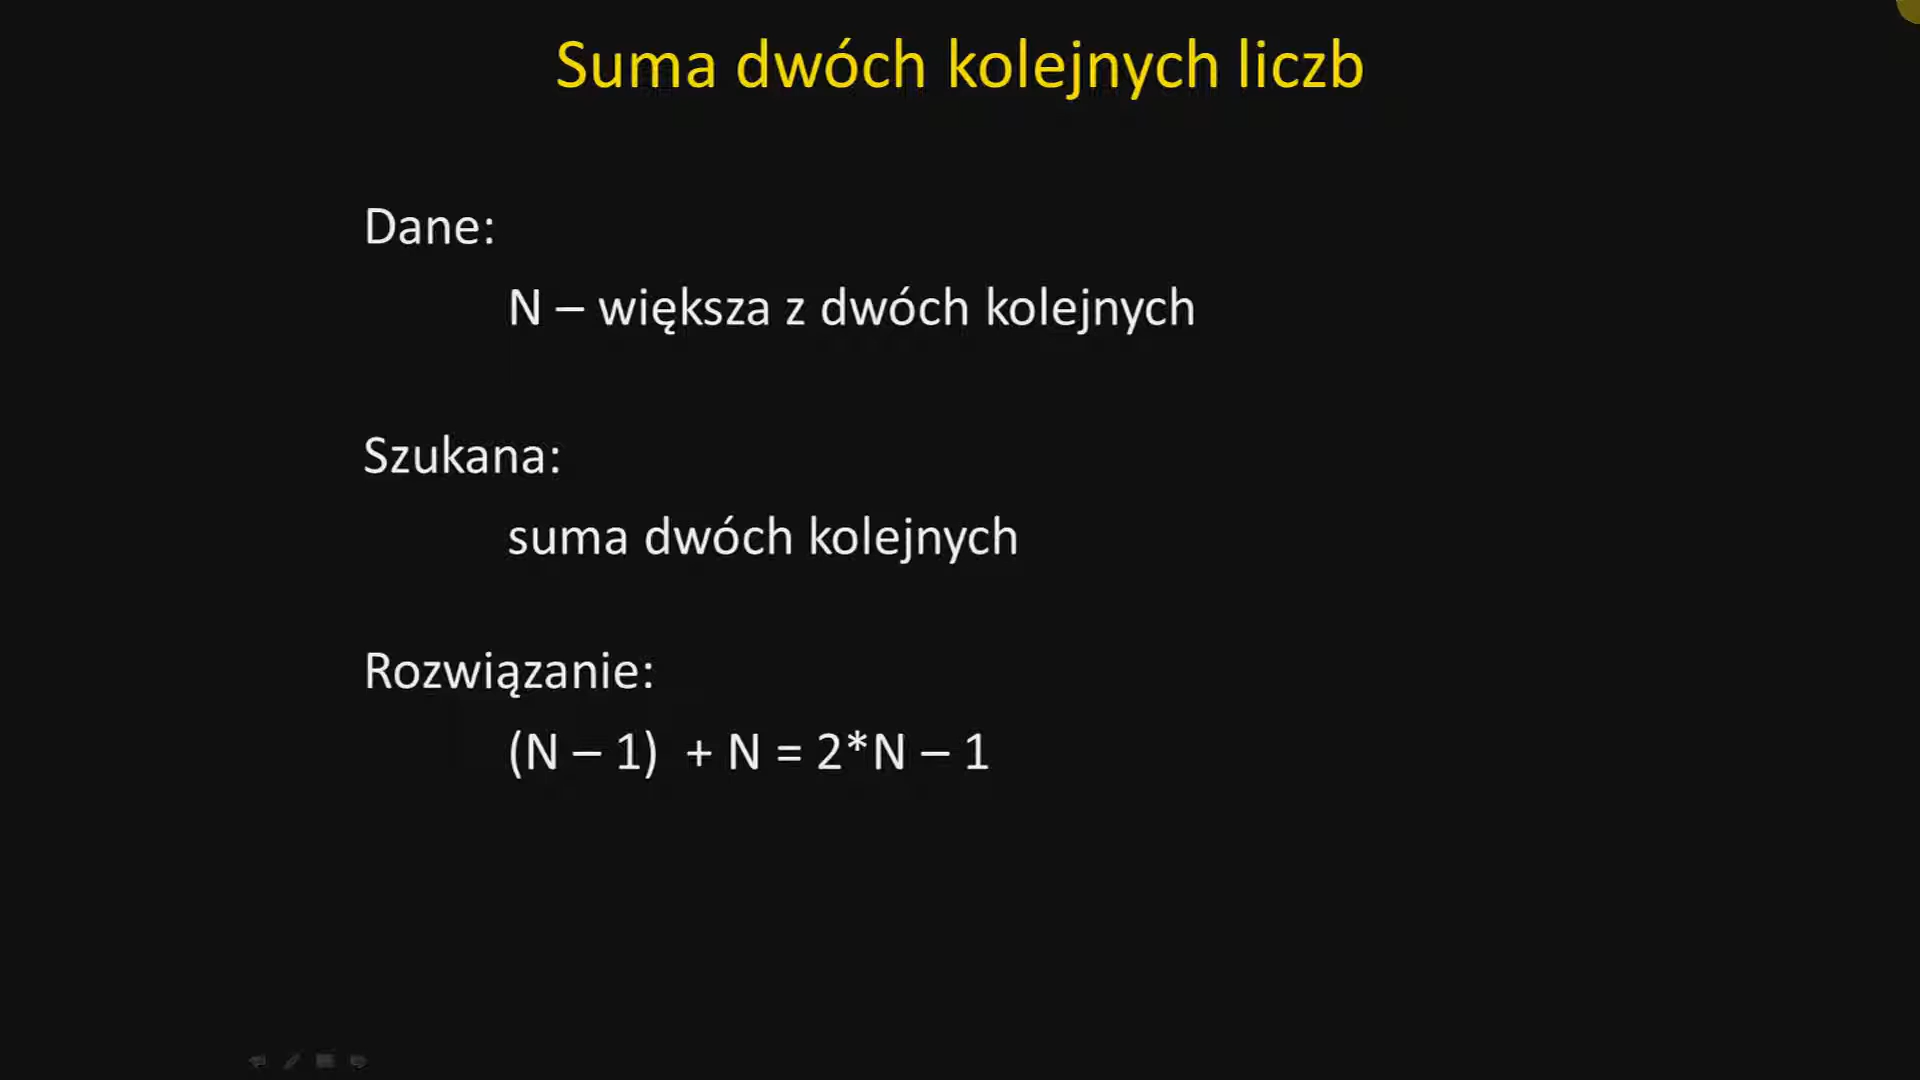 Suma dwóch kolejnych liczb
Dane:
N – większa z dwóch kolejnych
Szukana:
suma dwóch kolejnych
Rozwiązanie:
(N – 1)  + N = 2*N – 1